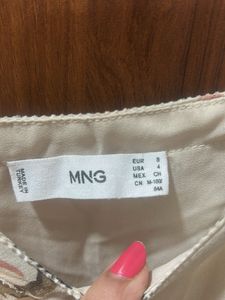 MADE IN
TURKEY
MNG
EUR S
USA 4
MEX CH
CN M-160/
84A